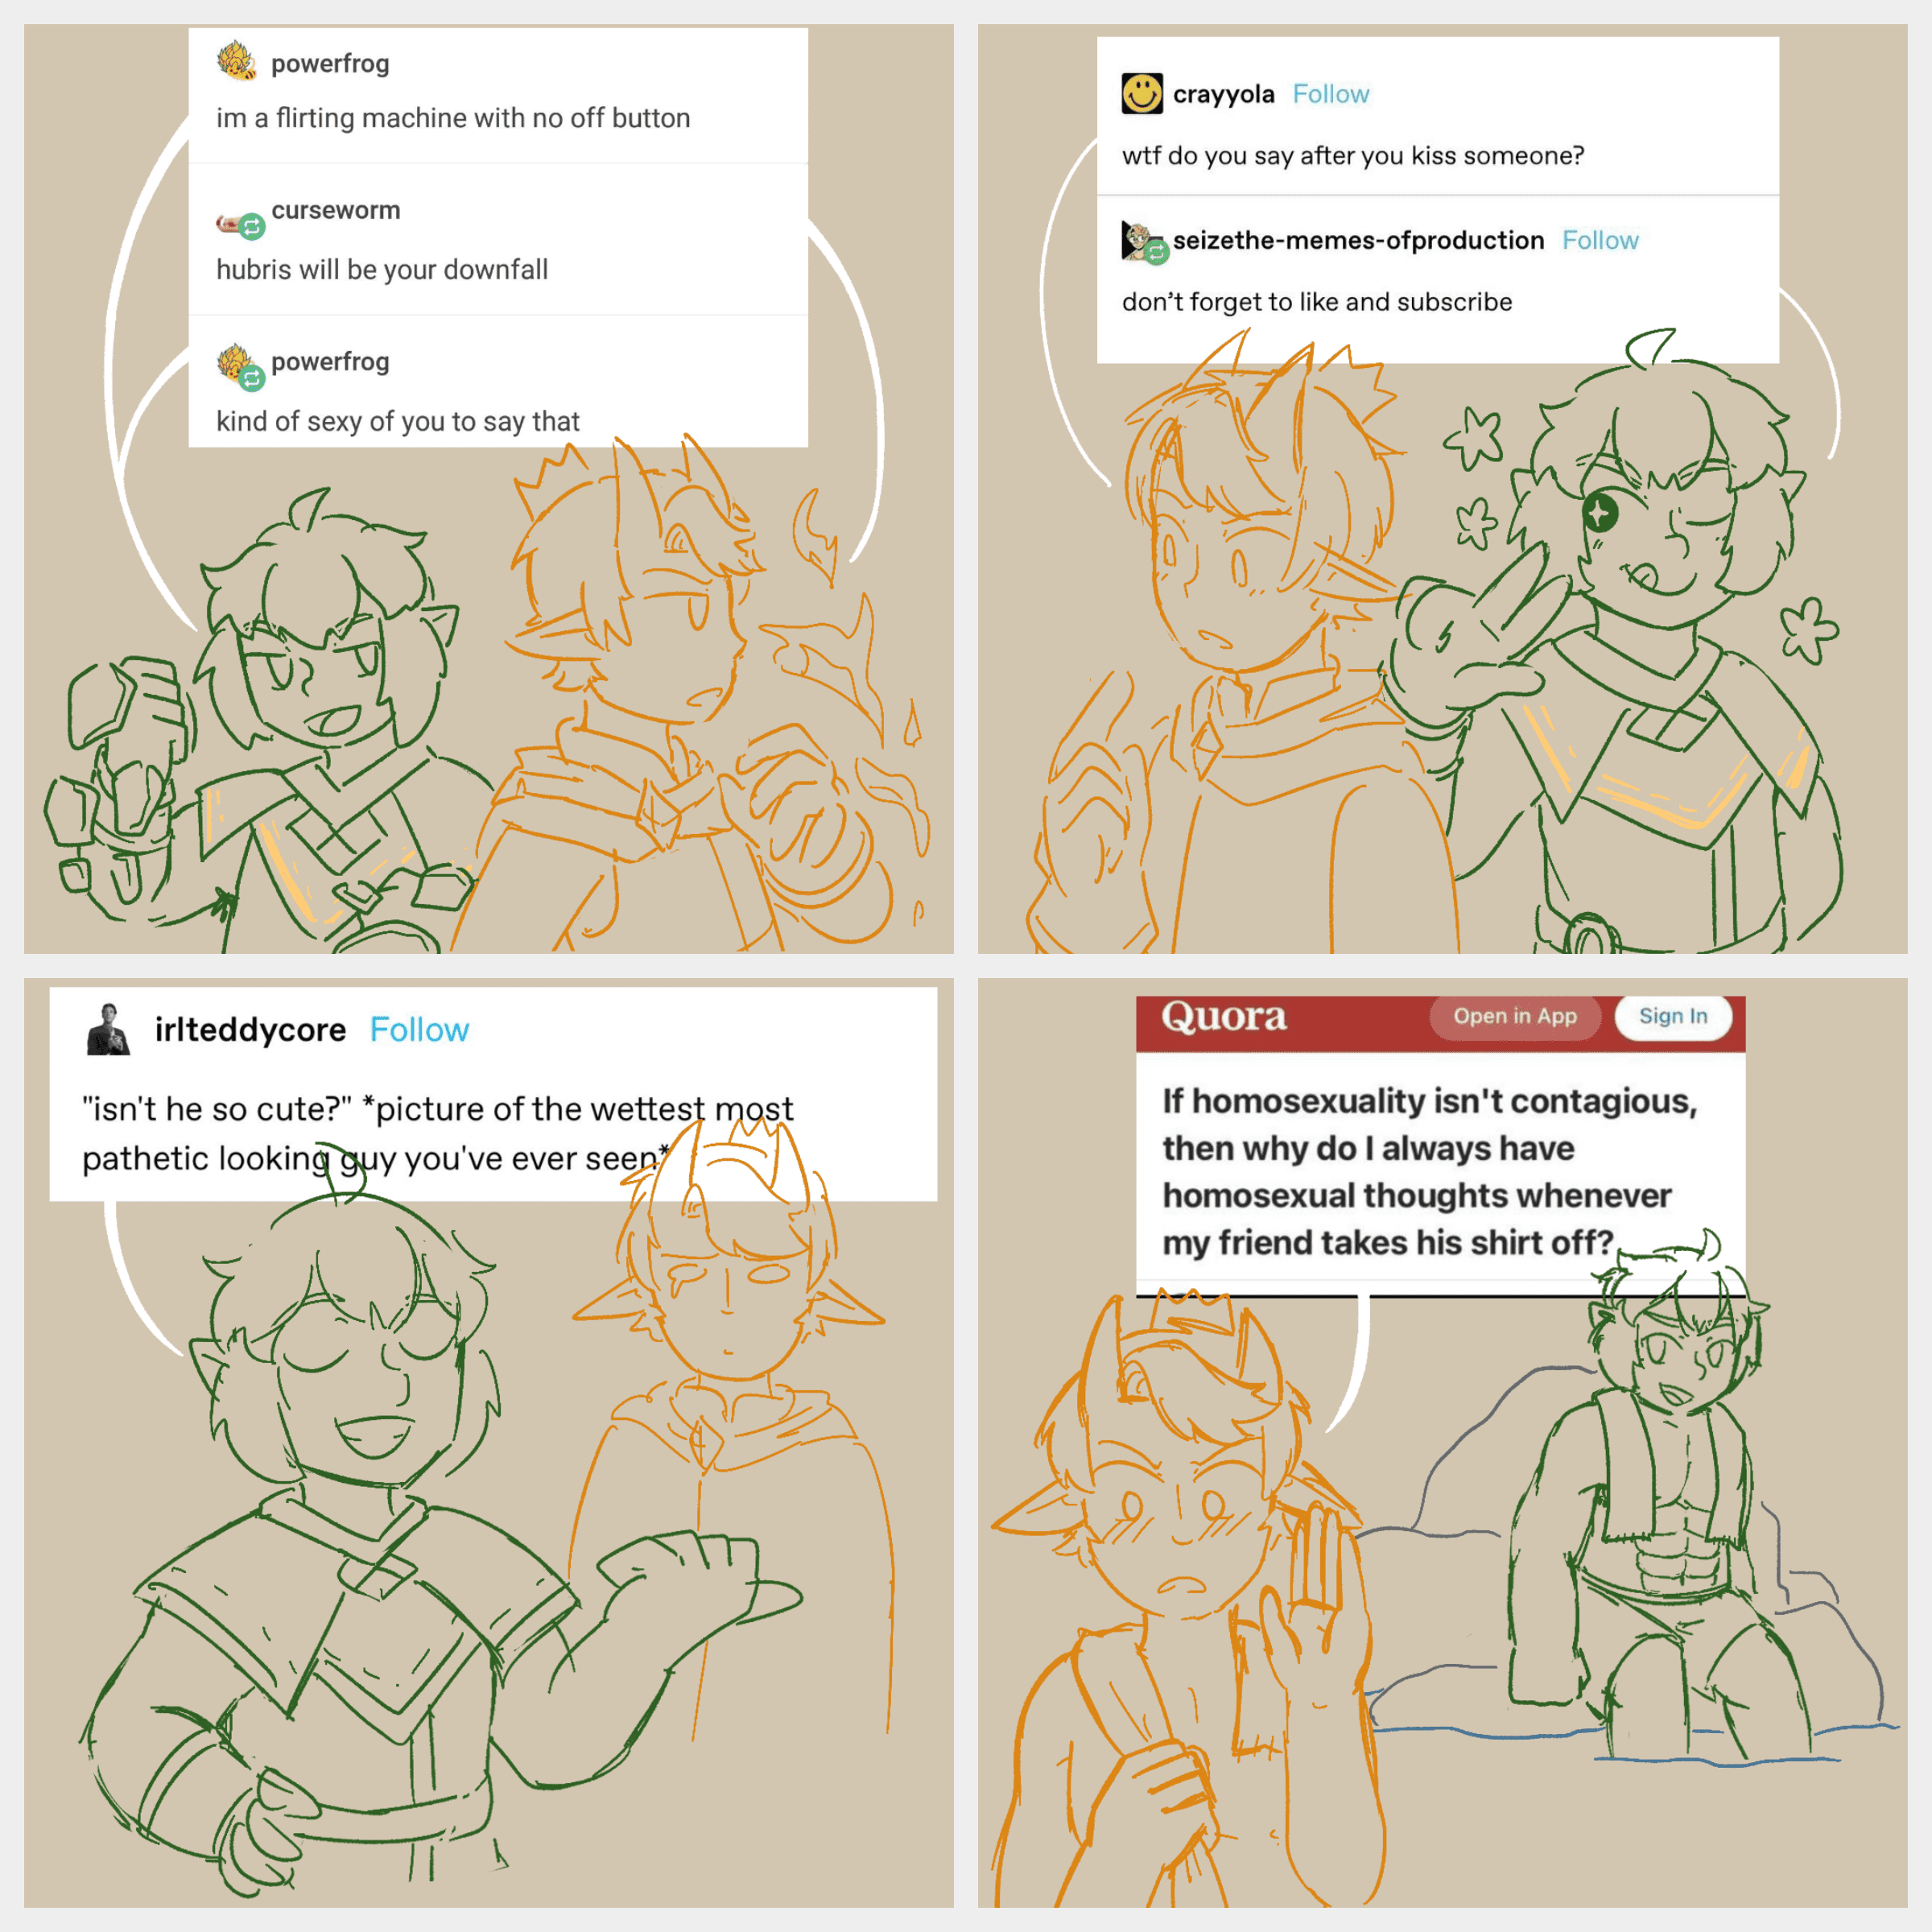 powerfrog
im a flirting machine with no off button
curseworm
hubris will be your downfall
powerfrog
kind of sexy of you to say that
crayyola Follow
wtf do you say after you kiss someone?
seizethe-memes-ofproduction Follow
don't forget to like and subscribe
irlteddycore Follow
"isn't he so cute?" *picture of the wettest most
pathetic looking guy you've ever seen*
Quora Open in App Sign In
If homosexuality isn't contagious,
then why do I always have
homosexual thoughts whenever
my friend takes his shirt off?